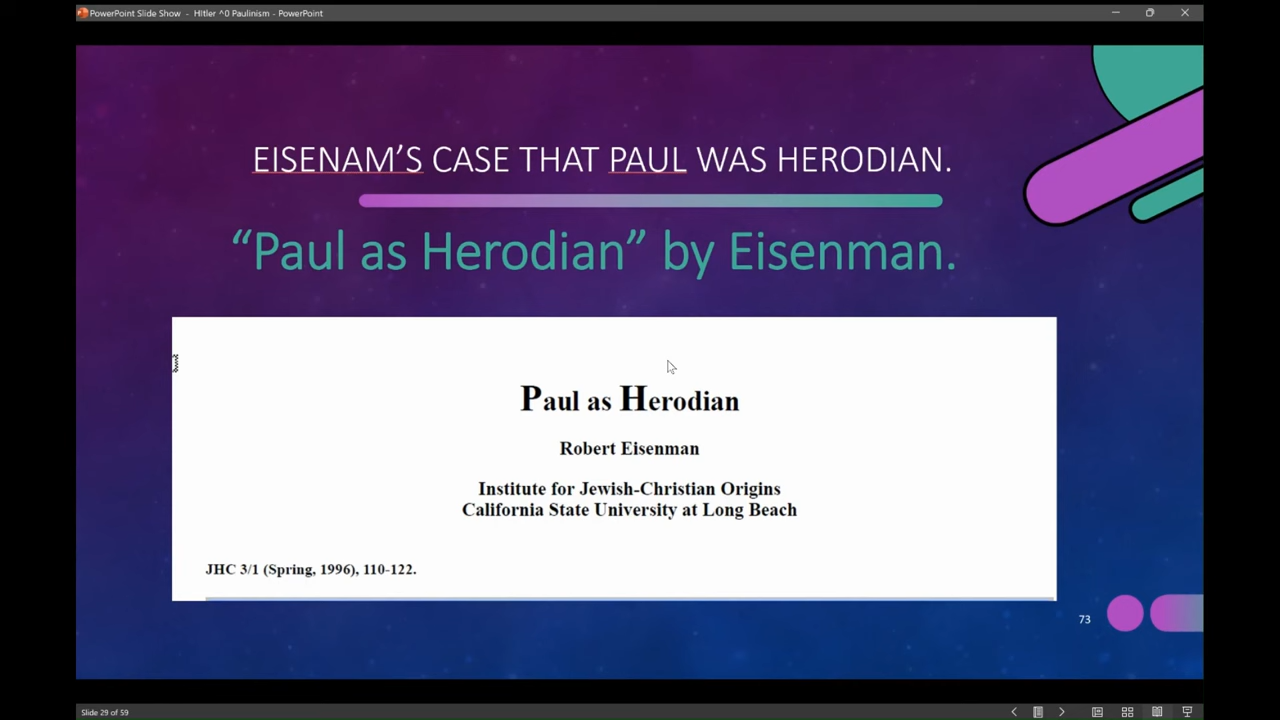 PowerPoint Slide Show - HItler ^0 Paulinism - PowerPoint
EISENAM’S CASE THAT PAUL WAS HERODIAN.
“Paul as Herodian” by Eisenman.
Paul as Herodian
Robert Eisenman
Institute for Jewish-Christian Origins
California State University at Long Beach
JHC 3/1 (Spring, 1996), 110-122.
73
Slide 29 of 59